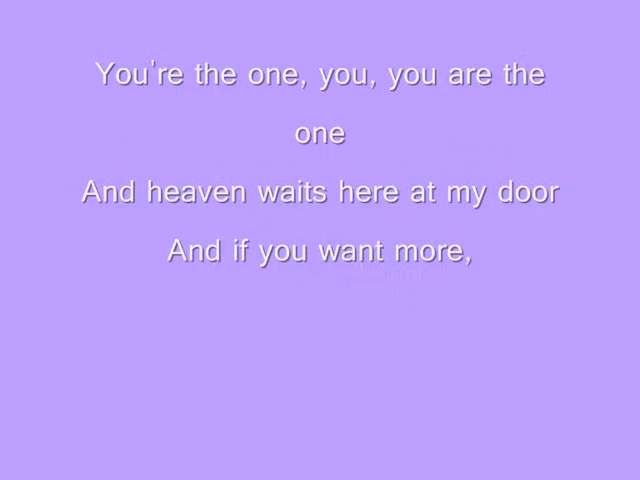 You're the one, you, you are the
one
And heaven waits here at my door
And if you want more,